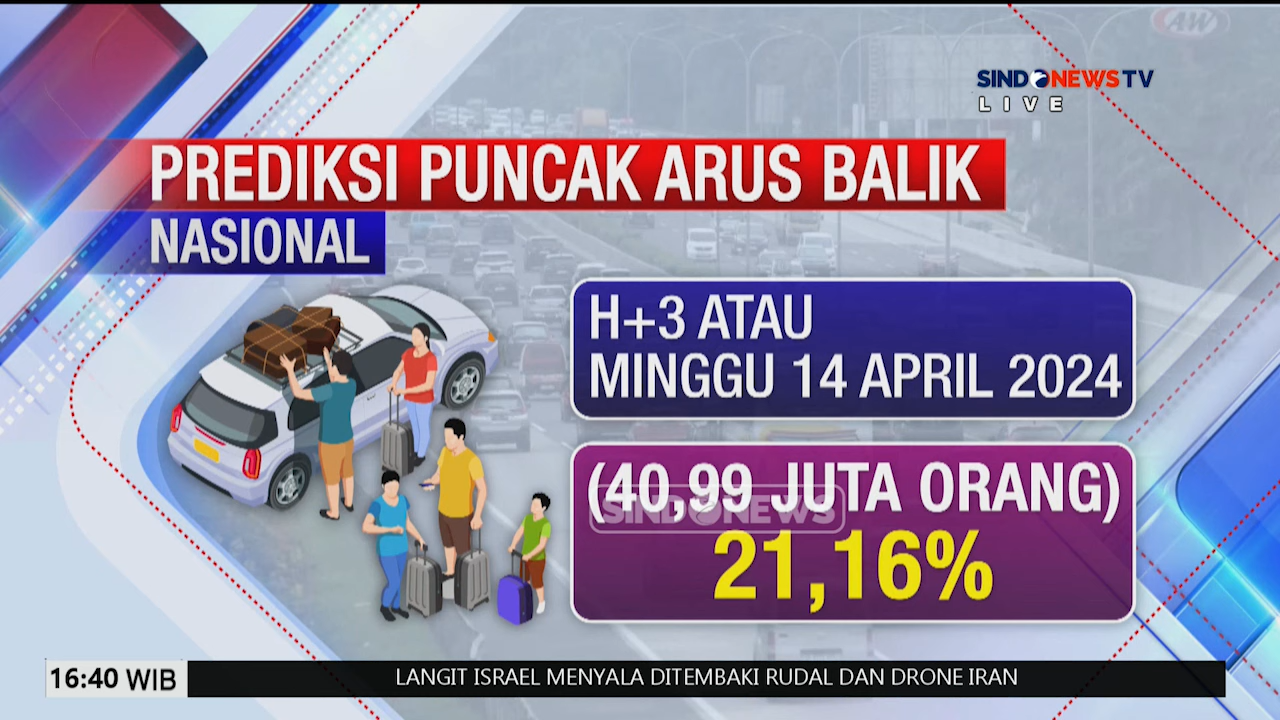 AW
SINDONEWS TV
LIVE
PREDIKSI PUNCAK ARUS BALIK
NASIONAL
H+3 ATAU
MINGGU 14 APRIL 2024
(40,99 JUTA ORANG)
SINDONEWS
21,16%
16:40 WIB
LANGIT ISRAEL MENYALA DITEMBAKI RUDAL DAN DRONE IRAN